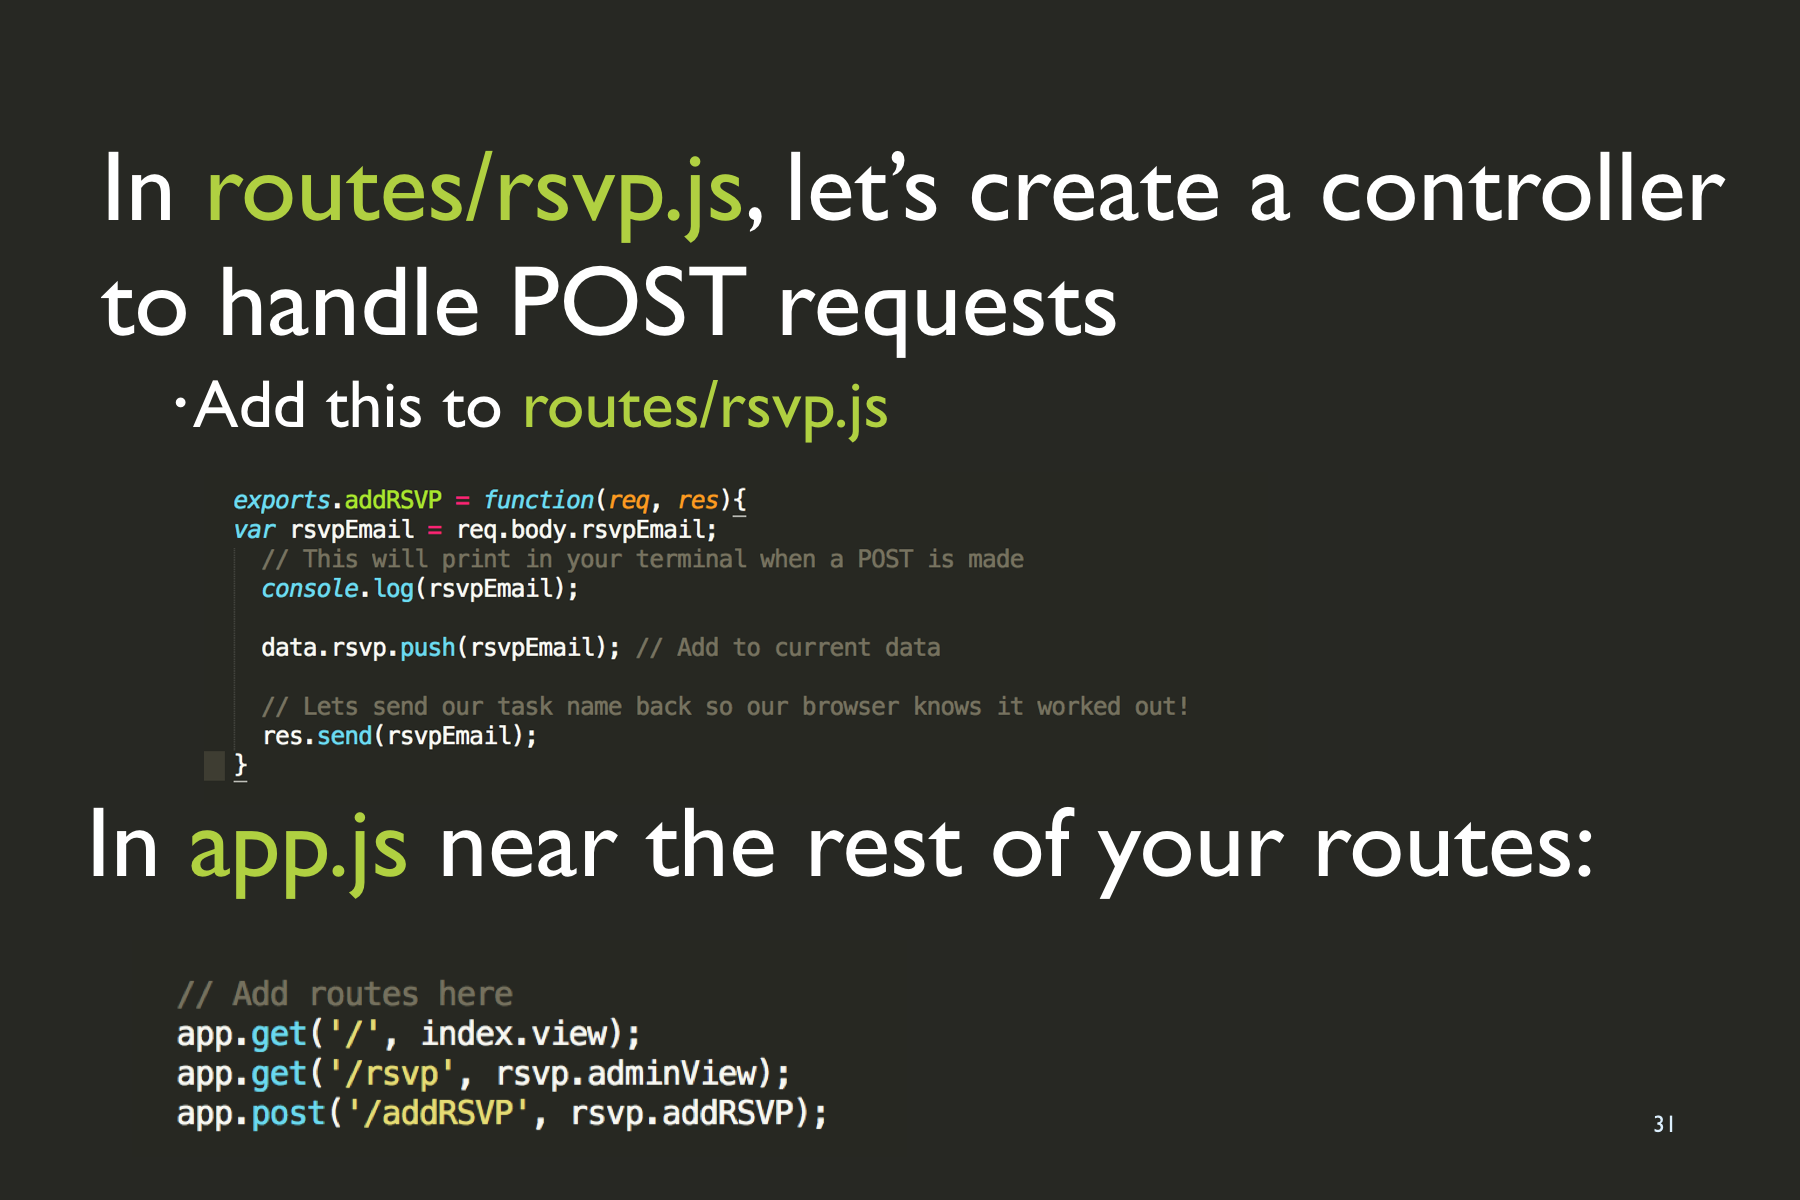 In routes/rsvp.js, let’s create a controller
to handle POST requests
·Add this to routes/rsvp.js
exports.addRSVP = function(req, res){
var rsvpEmail = req.body.rsvpEmail;
// This will print in your terminal when a POST is made
console.log(rsvpEmail);
data.rsvp.push(rsvpEmail); // Add to current data
// Lets send our task name back so our browser knows it worked out!
res.send(rsvpEmail);
}
In app.js near the rest of your routes:
// Add routes here
app.get('/', index.view);
app.get('/rsvp', rsvp.adminView);
app.post('/addRSVP', rsvp.addRSVP);
31